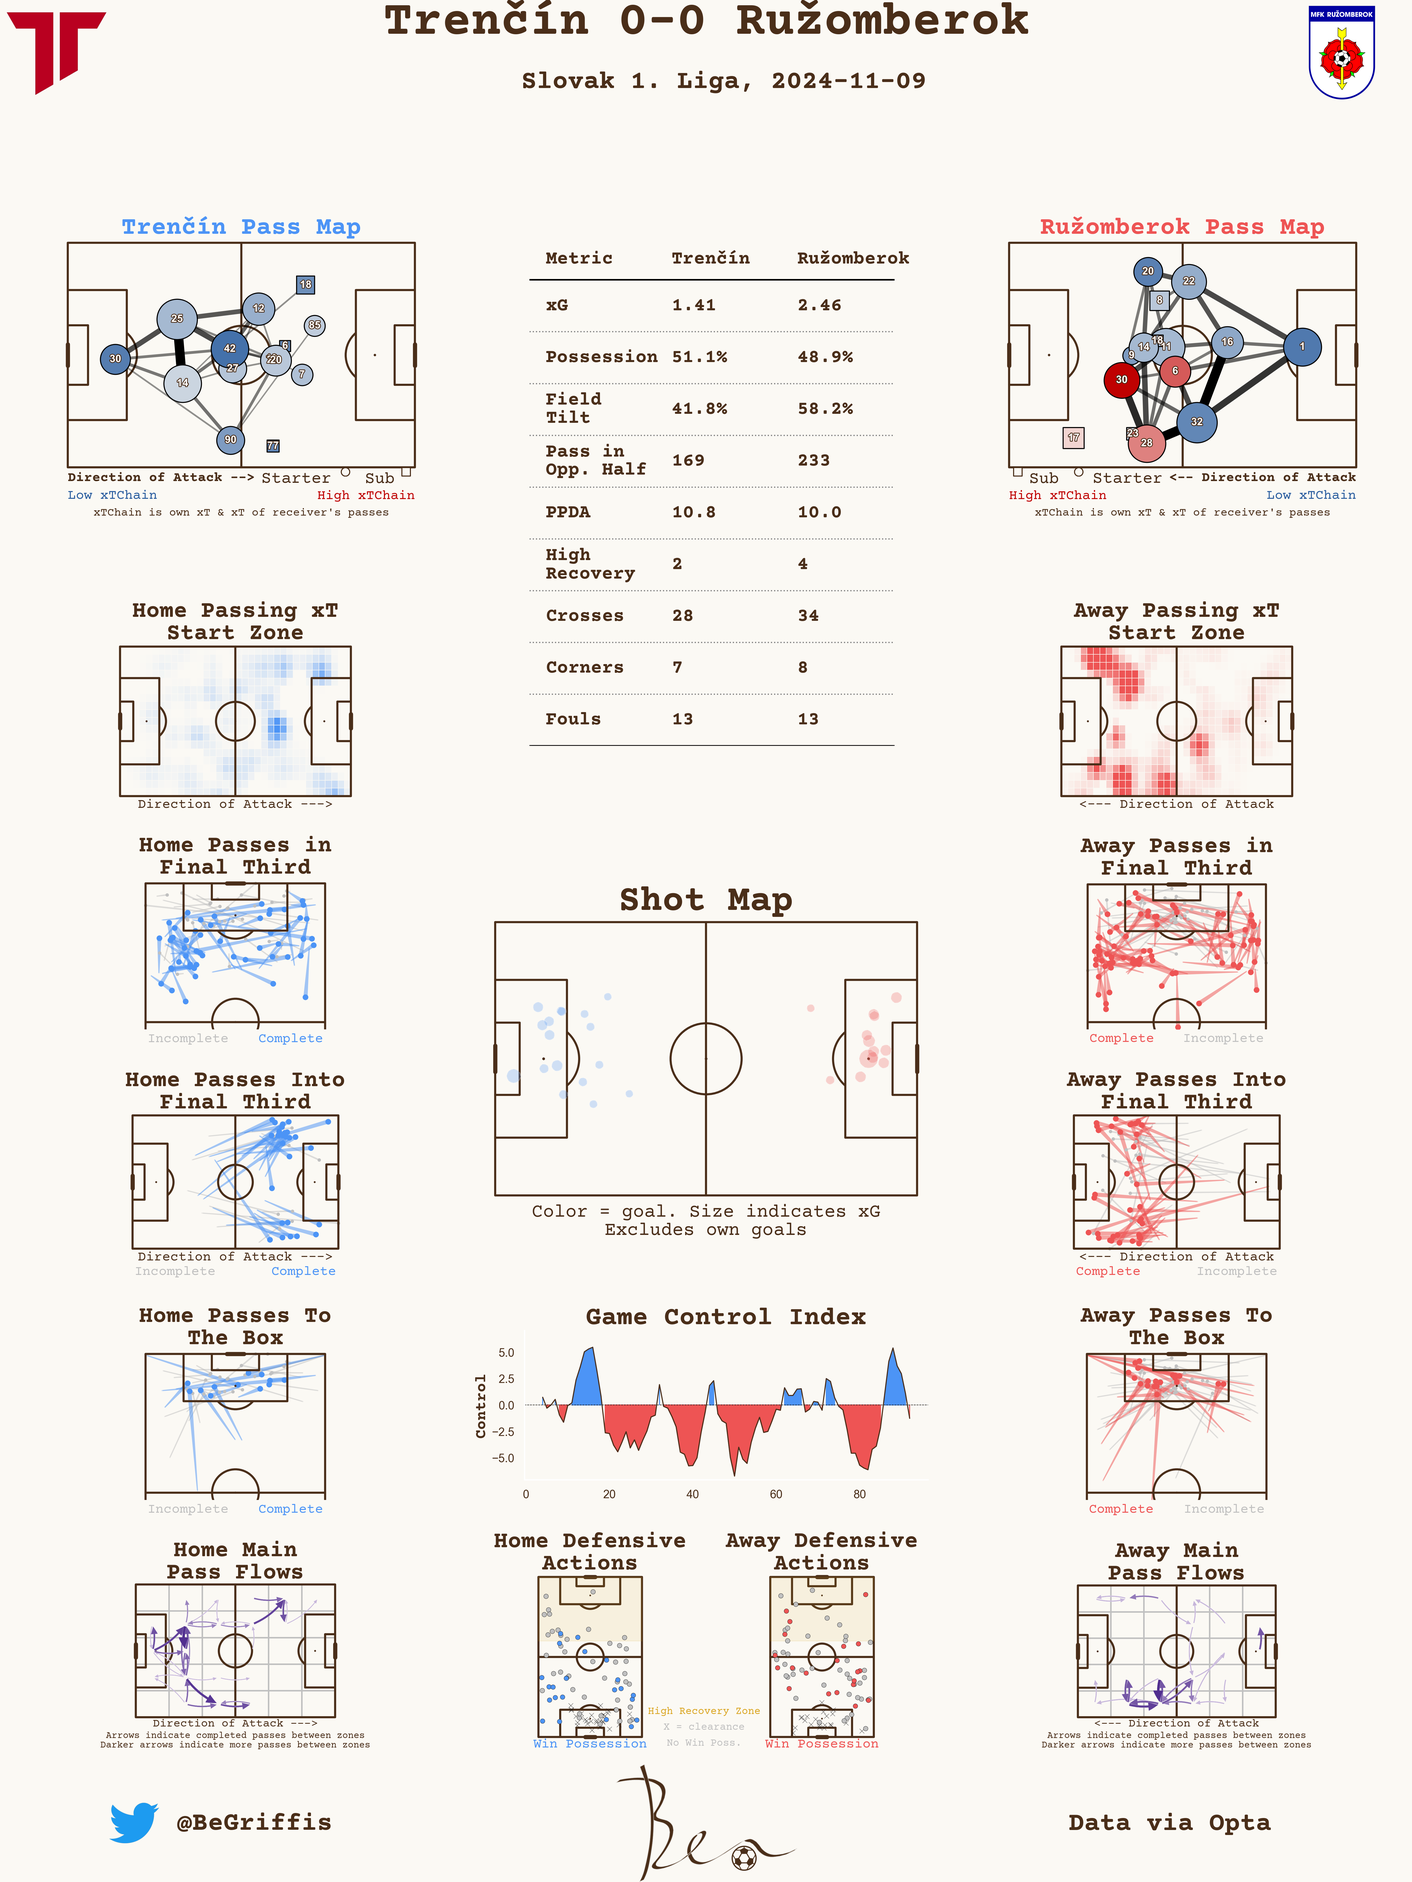 Trenčín 0-0 Ružomberok
Slovak 1. Liga, 2024-11-09
MFK RUŽOMBEROK
Trenčín Pass Map
18
12
85
25
42
6
20
30
27
7
14
90
77
Direction of Attack --> Starter Sub
Low xTChain High xTChain
xTChain is own xT & xT of receiver's passes
Metric Trenčín Ružomberok
xG 1.41 2.46
Possession 51.1% 48.9%
Field
Tilt 41.8% 58.2%
Pass in
Opp. Half 169 233
PPDA 10.8 10.0
High
Recovery 2 4
Crosses 28 34
Corners 7 8
Fouls 13 13
Ružomberok Pass Map
20
22
8
18
14
11
16
1
9
6
30
32
17
23
28
Sub Starter <-- Direction of Attack
High xTChain Low xTChain
xTChain is own xT & xT of receiver's passes
Home Passing xT
Start Zone
Direction of Attack --->
Away Passing xT
Start Zone
<--- Direction of Attack
Home Passes in
Final Third
Incomplete Complete
Away Passes in
Final Third
Complete Incomplete
Shot Map
Color = goal. Size indicates xG
Excludes own goals
Home Passes Into
Final Third
Direction of Attack --->
Incomplete Complete
Away Passes Into
Final Third
<--- Direction of Attack
Complete Incomplete
Home Passes To
The Box
Incomplete Complete
Game Control Index
Control
5.0
2.5
0.0
−2.5
−5.0
0 20 40 60 80
Away Passes To
The Box
Complete Incomplete
Home Main
Pass Flows
Direction of Attack --->
Arrows indicate completed passes between zones
Darker arrows indicate more passes between zones
Home Defensive
Actions
Win Possession
High Recovery Zone
X = clearance
No Win Poss.
Away Defensive
Actions
Win Possession
Away Main
Pass Flows
<--- Direction of Attack
Arrows indicate completed passes between zones
Darker arrows indicate more passes between zones
@BeGriffis
Ben
Data via Opta